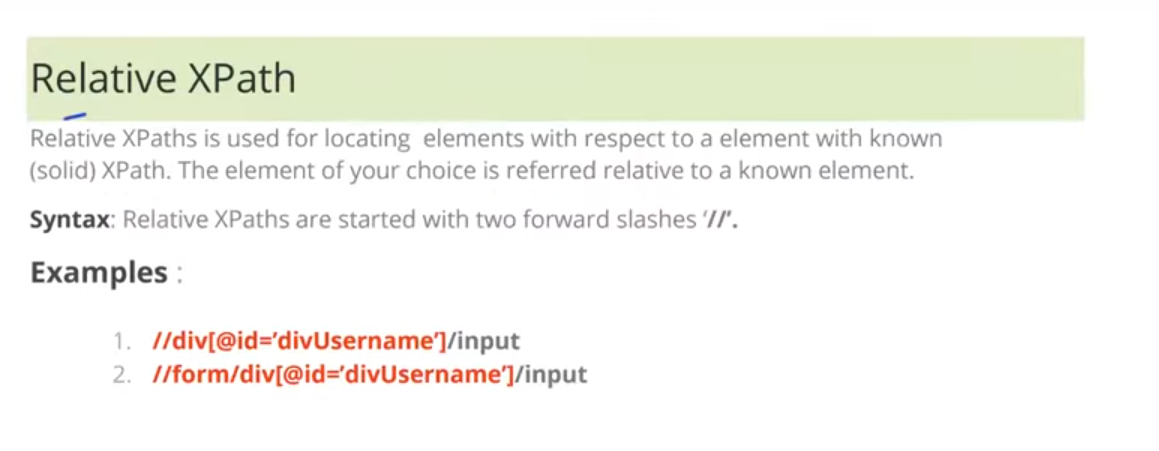 Relative XPath
Relative XPaths is used for locating  elements with respect to a element with known
(solid) XPath. The element of your choice is referred relative to a known element.
Syntax: Relative XPaths are started with two forward slashes ‘//’.
Examples :
1. //div[@id=’divUsername’]/input
2. //form/div[@id=’divUsername’]/input